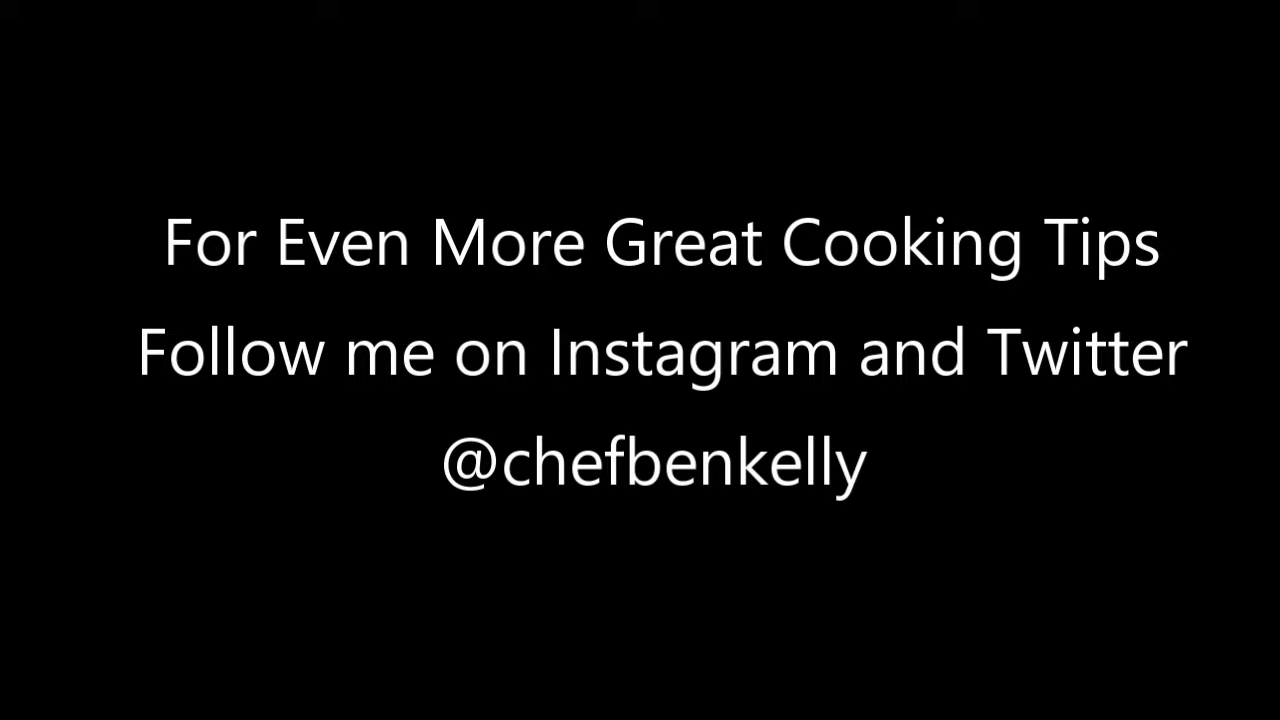 For Even More Great Cooking Tips
Follow me on Instagram and Twitter
@chefbenkelly